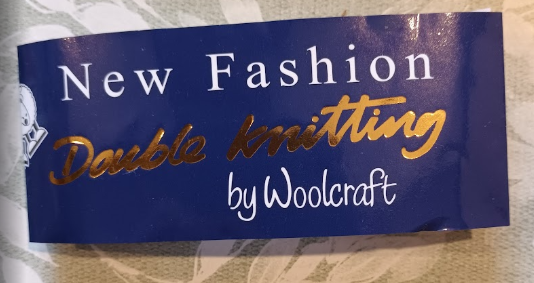 New Fashion
Double knitting
by Woolcraft